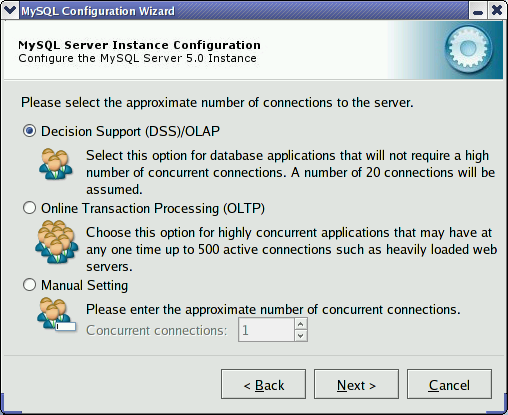 MySQL Configuration Wizard
MySQL Server Instance Configuration
Configure the MySQL Server 5.0 Instance
Please select the approximate number of connections to the server.
Decision Support (DSS)/OLAP
Select this option for database applications that will not require a high
number of concurrent connections. A number of 20 connections will be
assumed.
Online Transaction Processing (OLTP)
Choose this option for highly concurrent applications that may have at
any one time up to 500 active connections such as heavily loaded web
servers.
Manual Setting
Please enter the approximate number of concurrent connections.
Concurrent connections: 1
< Back Next > Cancel